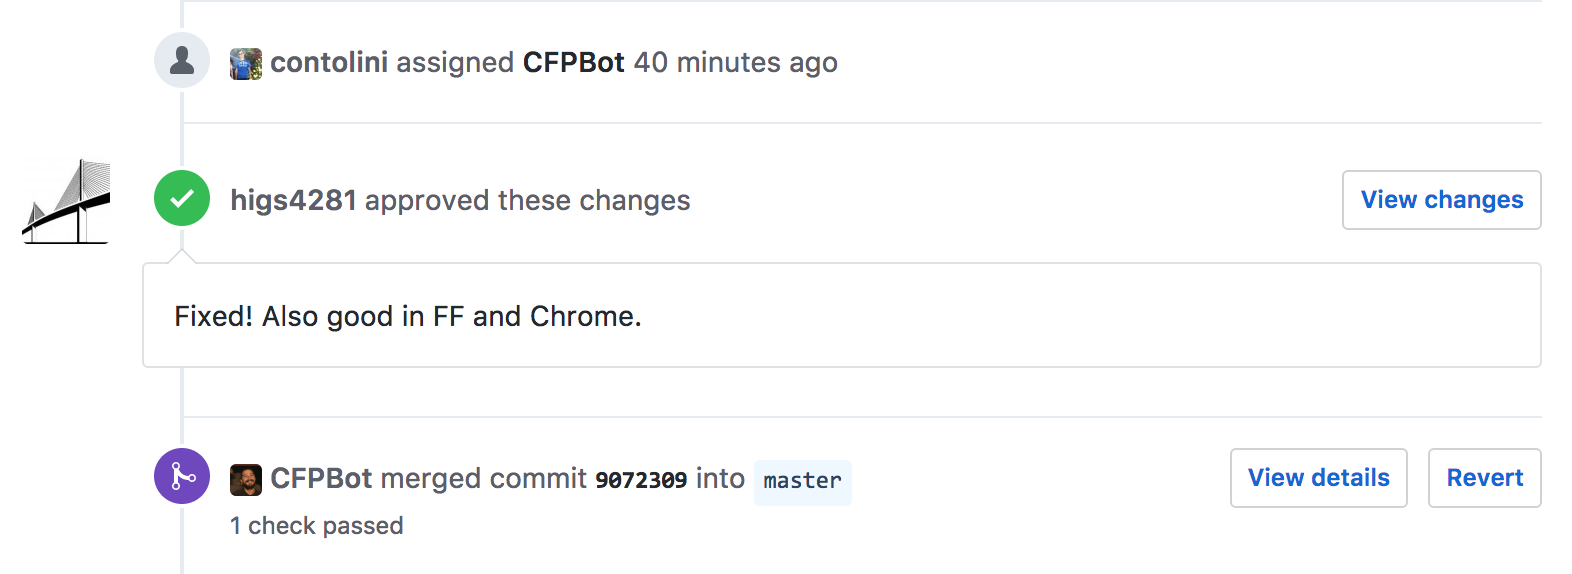 contolini assigned CFPBot 40 minutes ago
higs4281 approved these changes
View changes
Fixed! Also good in FF and Chrome.
CFPBot merged commit 9072309 into master
View details
Revert
1 check passed